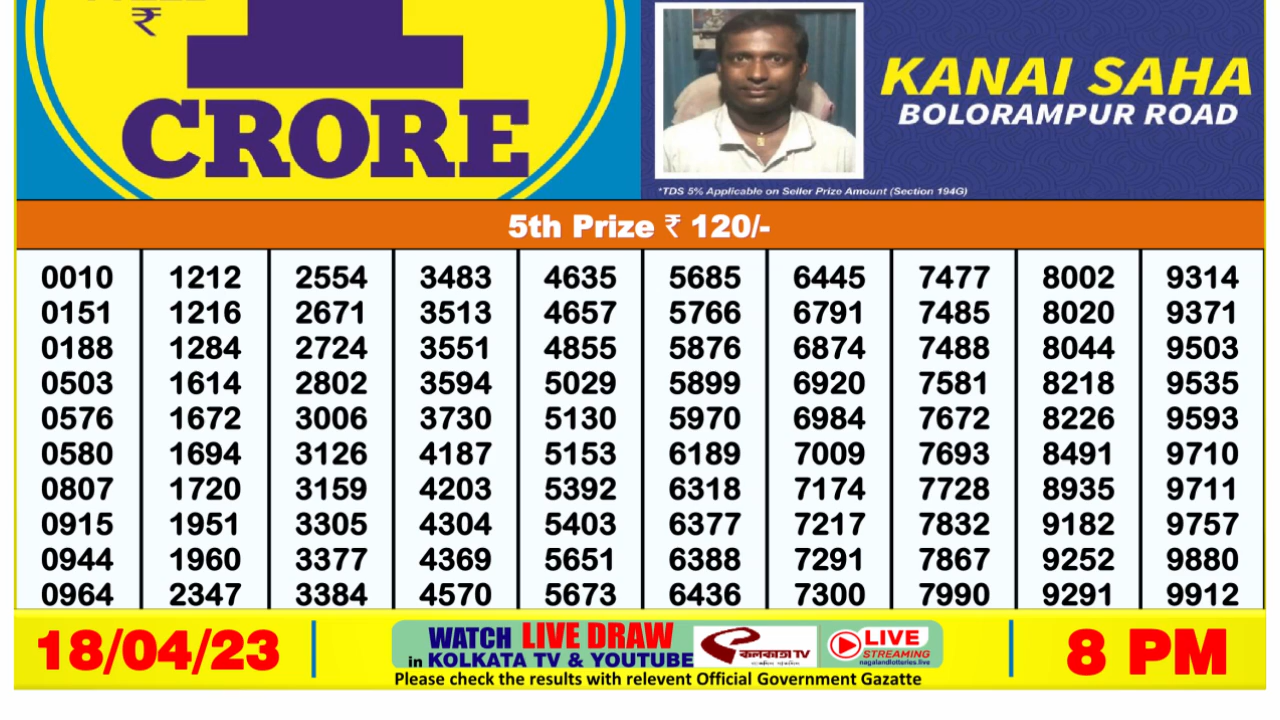 ₹
1
CRORE
KANAI SAHA
BOLORAMPUR ROAD
*TDS 5% Applicable on Seller Prize Amount (Section 194G)
5th Prize ₹ 120/-
0010 1212 2554 3483 4635 5685 6445 7477 8002 9314
0151 1216 2671 3513 4657 5766 6791 7485 8020 9371
0188 1284 2724 3551 4855 5876 6874 7488 8044 9503
0503 1614 2802 3594 5029 5899 6920 7581 8218 9535
0576 1672 3006 3730 5130 5970 6984 7672 8226 9593
0580 1694 3126 4187 5153 6189 7009 7693 8491 9710
0807 1720 3159 4203 5392 6318 7174 7728 8935 9711
0915 1951 3305 4304 5403 6377 7217 7832 9182 9757
0944 1960 3377 4369 5651 6388 7291 7867 9252 9880
0964 2347 3384 4570 5673 6436 7300 7990 9291 9912
18/04/23
WATCH LIVE DRAW
in KOLKATA TV & YOUTUBE
কলকাতা TV
LIVE
STREAMING
nagalandlotteries.live
Please check the results with relevent Official Government Gazatte
8 PM